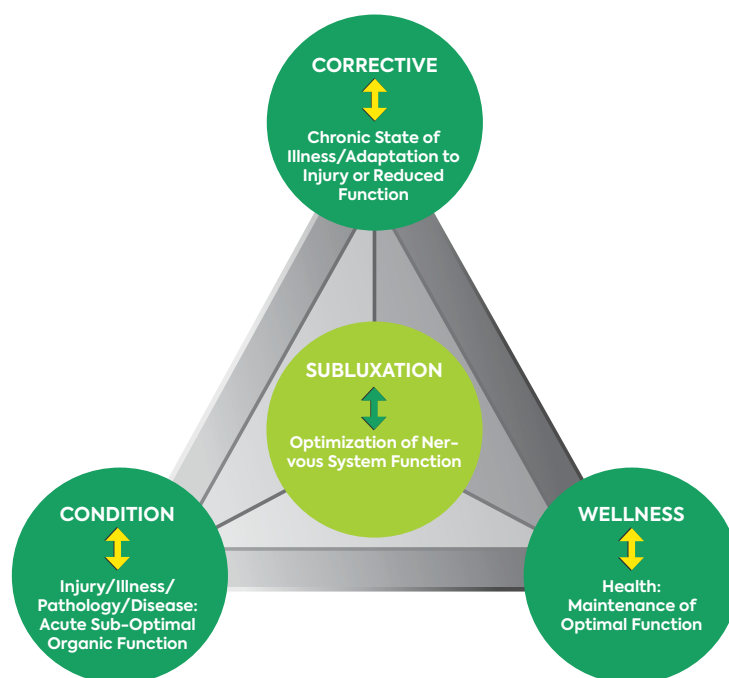 CORRECTIVE
Chronic State of
Illness/Adaptation to
Injury or Reduced
Function
SUBLUXATION
Optimization of Ner-
vous System Function
CONDITION
Injury/Illness/
Pathology/Disease:
Acute Sub-Optimal
Organic Function
WELLNESS
Health:
Maintenance of
Optimal Function